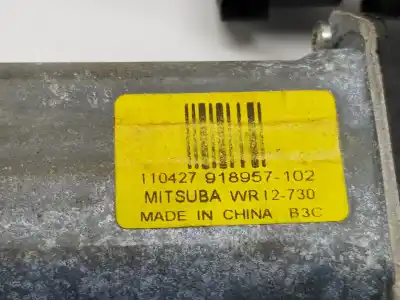 110427 918957-102
MITSUBA WR12-730
MADE IN CHINA B3C